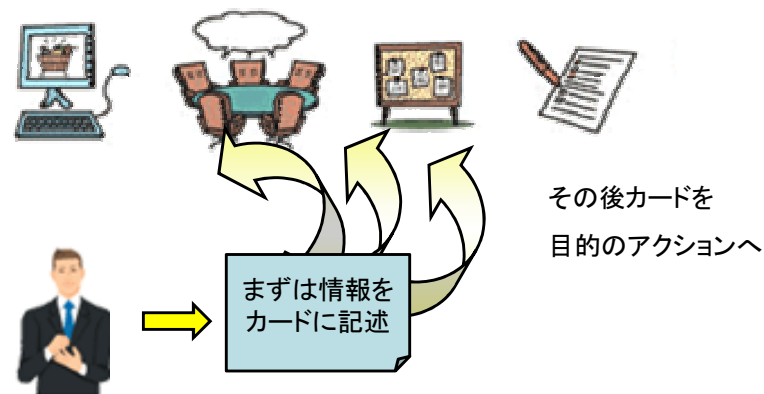 その後カードを
目的のアクションへ
まずは情報を
カードに記述